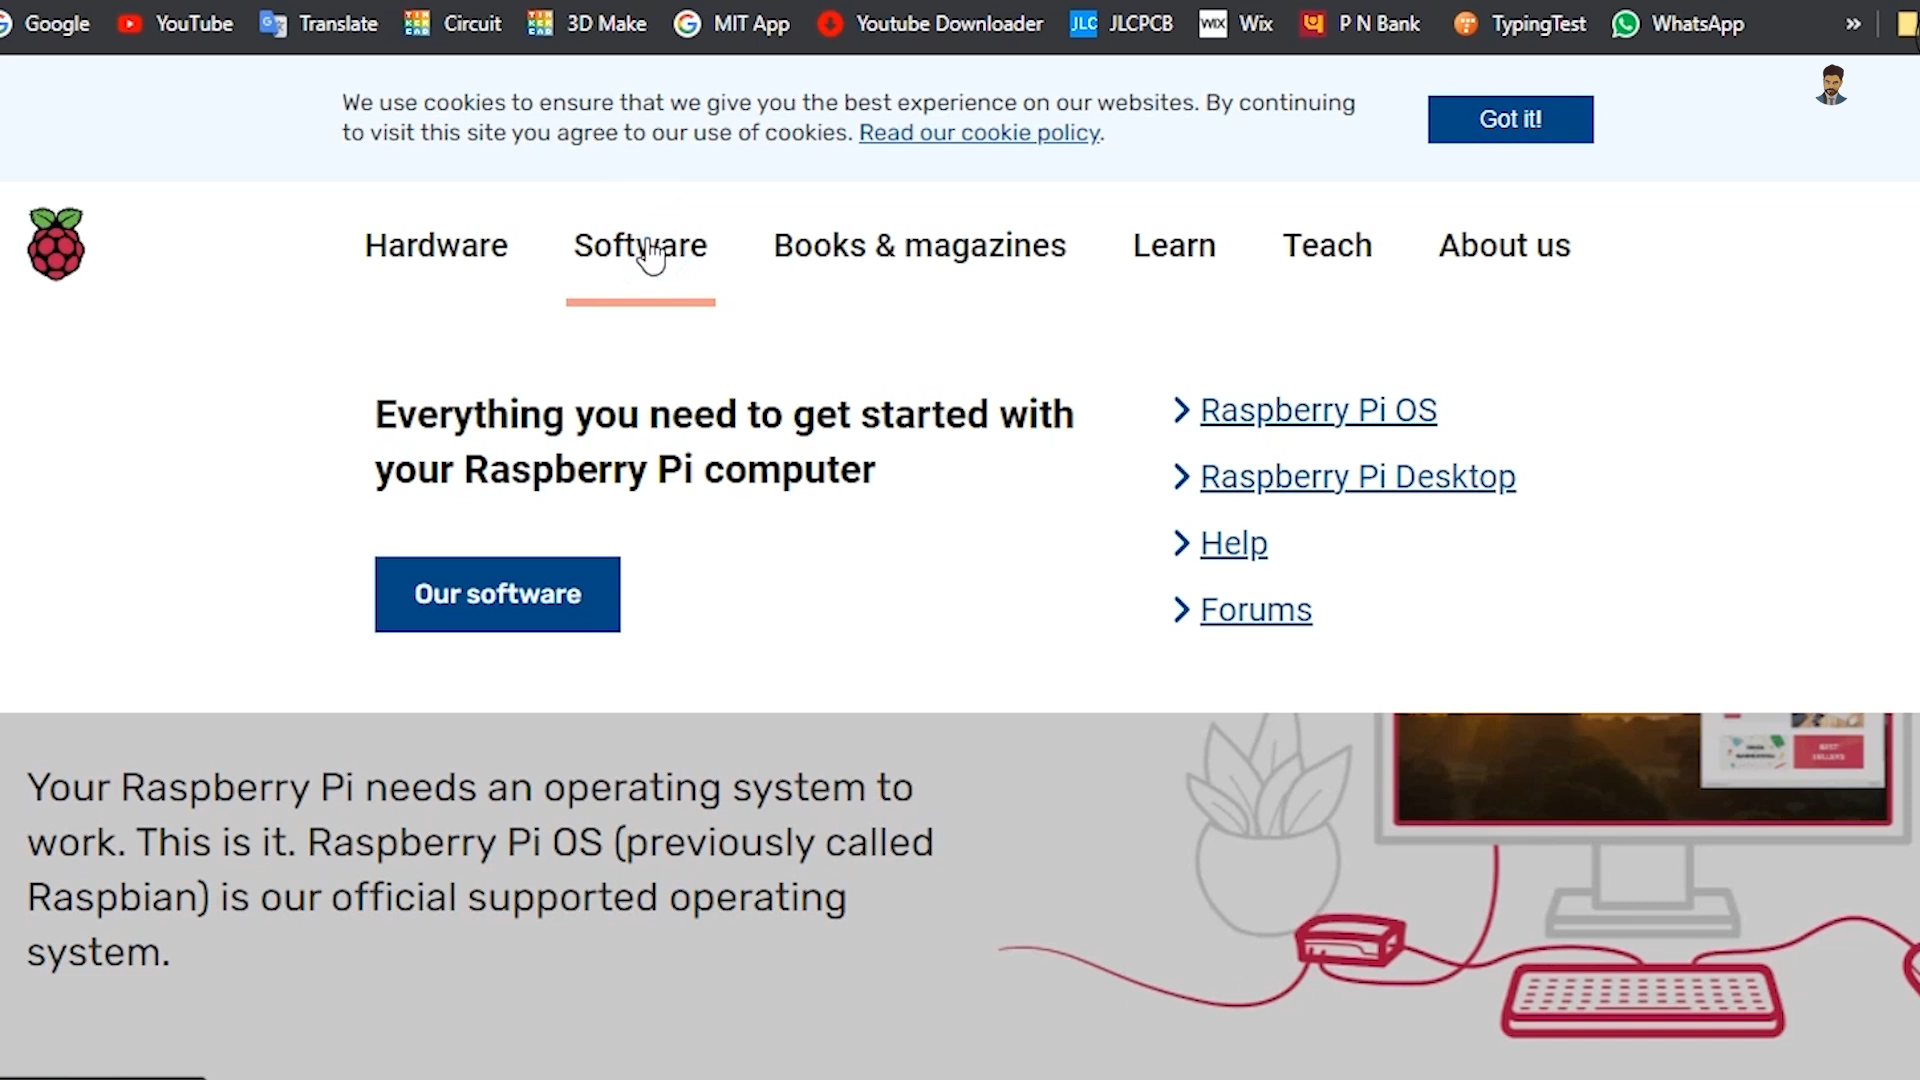 Google YouTube Translate Circuit 3D Make MIT App Youtube Downloader JLC JLCPCB WIX Wix P N Bank TypingTest WhatsApp »
We use cookies to ensure that we give you the best experience on our websites. By continuing
to visit this site you agree to our use of cookies. Read our cookie policy.
Got it!
Hardware Software Books & magazines Learn Teach About us
Everything you need to get started with
your Raspberry Pi computer
Our software
Raspberry Pi OS
Raspberry Pi Desktop
Help
Forums
Your Raspberry Pi needs an operating system to
work. This is it. Raspberry Pi OS (previously called
Raspbian) is our official supported operating
system.
BEST
SELLERS